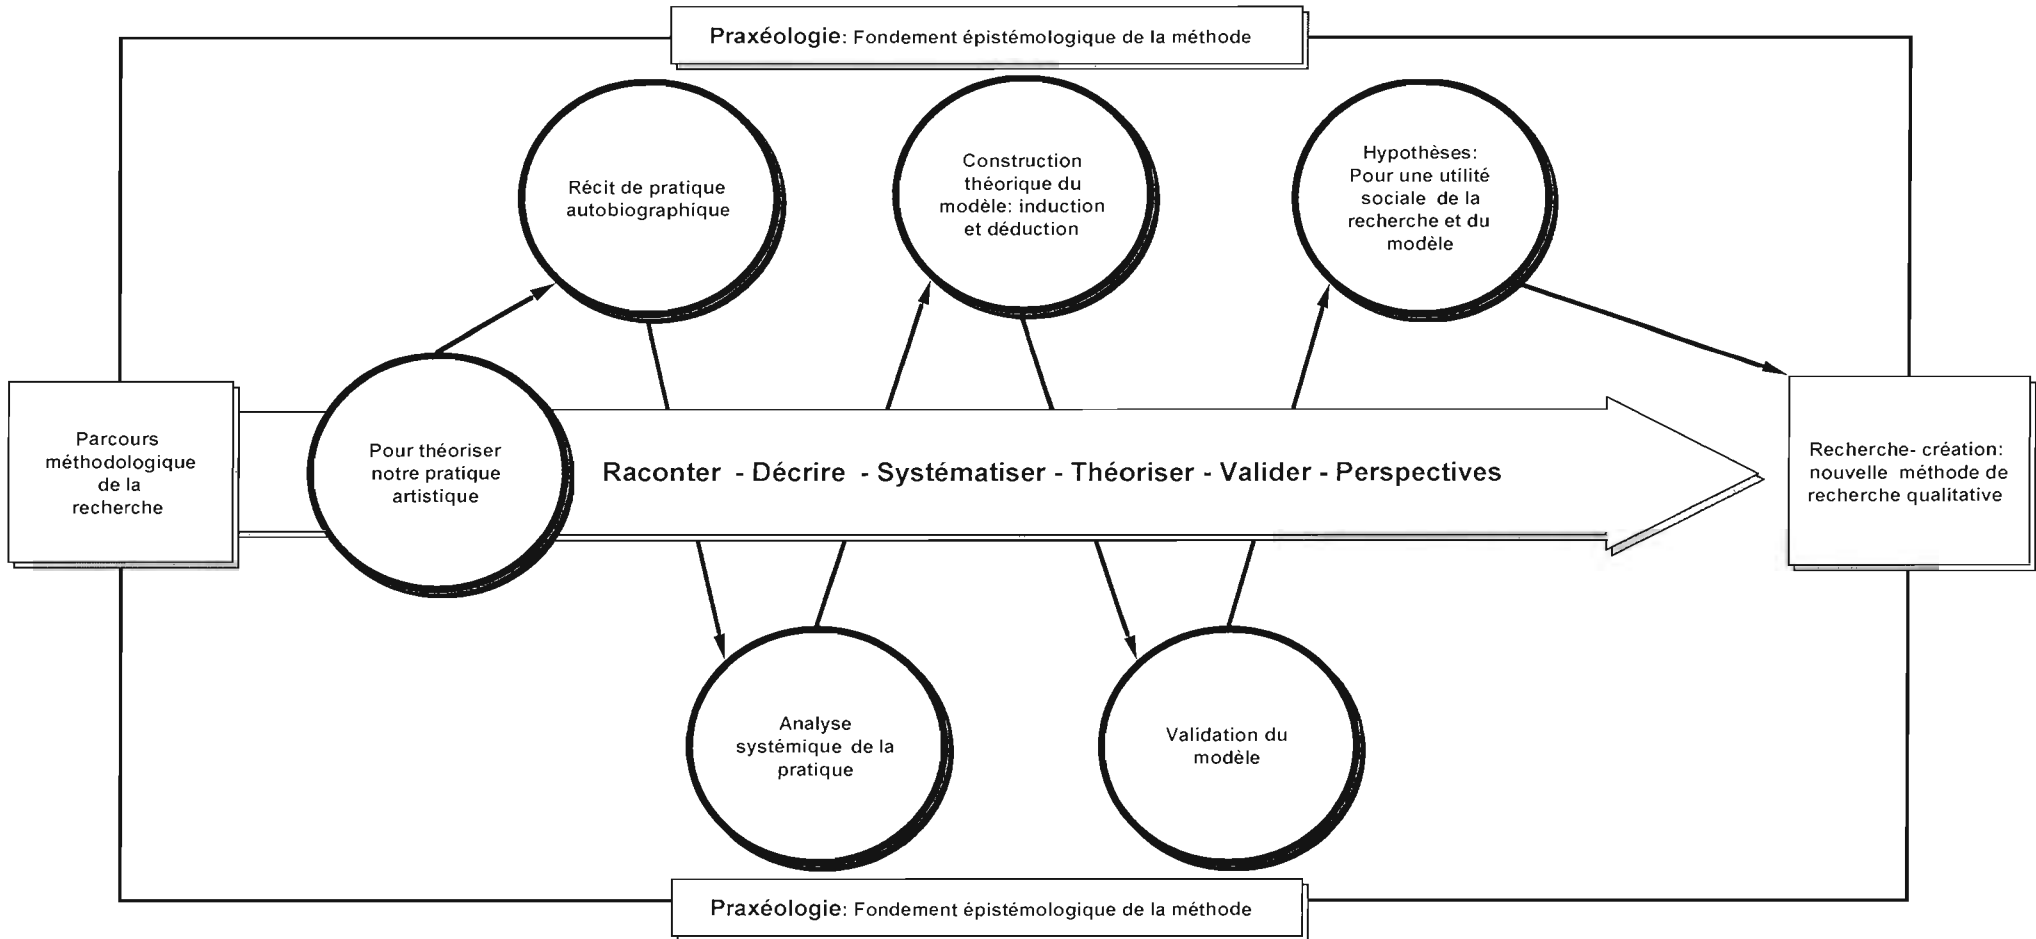 Praxéologie: Fondement épistémologique de la méthode
Récit de pratique
autobiographique
Construction
théorique du
modèle: induction
et déduction
Hypothèses:
Pour une utilité
sociale de la
recherche et du
modèle
Parcours
méthodologique
de la
recherche
Pour théoriser
notre pratique
artistique
Raconter - Décrire - Systématiser - Théoriser - Valider - Perspectives
Recherche- création:
nouvelle méthode de
recherche qualitative
Analyse
systémique de la
pratique
Validation du
modèle
Praxéologie: Fondement épistémologique de la méthode